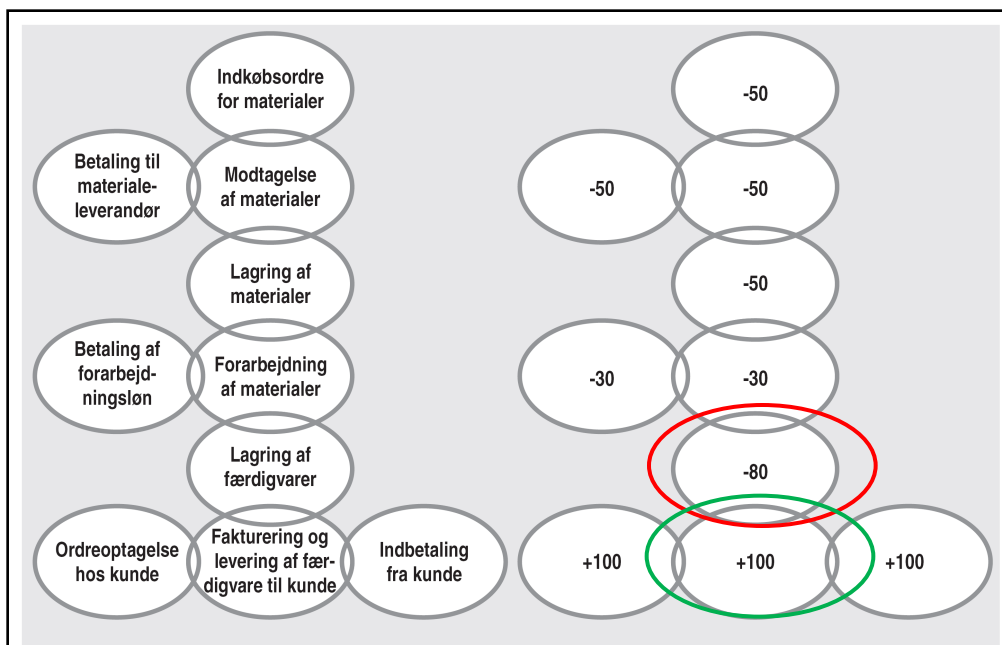 Indkøbsordre
for materialer
-50
Betaling til
materiale-
leverandør
Modtagelse
af materialer
-50
-50
Lagring af
materialer
-50
Betaling af
forarbejd-
ningsløn
Forarbejdning
af materialer
-30
-30
Lagring af
færdigvarer
-80
Ordreoptagelse
hos kunde
Fakturering og
levering af fær-
digvare til kunde
Indbetaling
fra kunde
+100
+100
+100